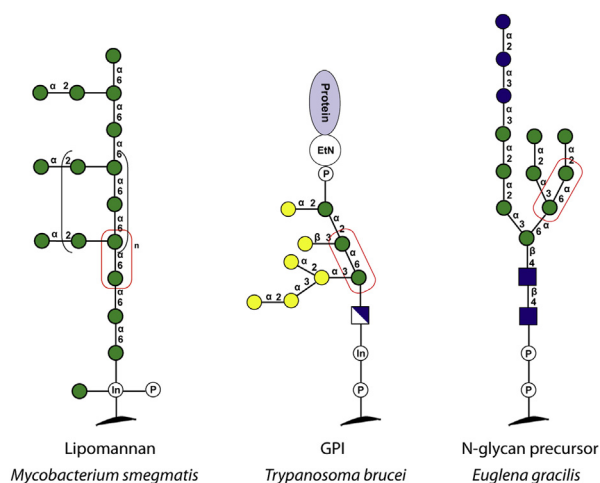 α 6
α 2
α 6
α 6
α 2
α 6
α 6
α 2
n
α 6
α 6
α 6
In P
Protein
EtN
P
α 2
α 2
β 3
α 6
α 2
α 3
α 3
α 2
In
P
α 2
α 3
α 3
α 2
α 2
α 2
α 2
α 3
α 6
α 3
α 6
β 4
β 4
P
P
Lipomannan
Mycobacterium smegmatis
GPI
Trypanosoma brucei
N-glycan precursor
Euglena gracilis